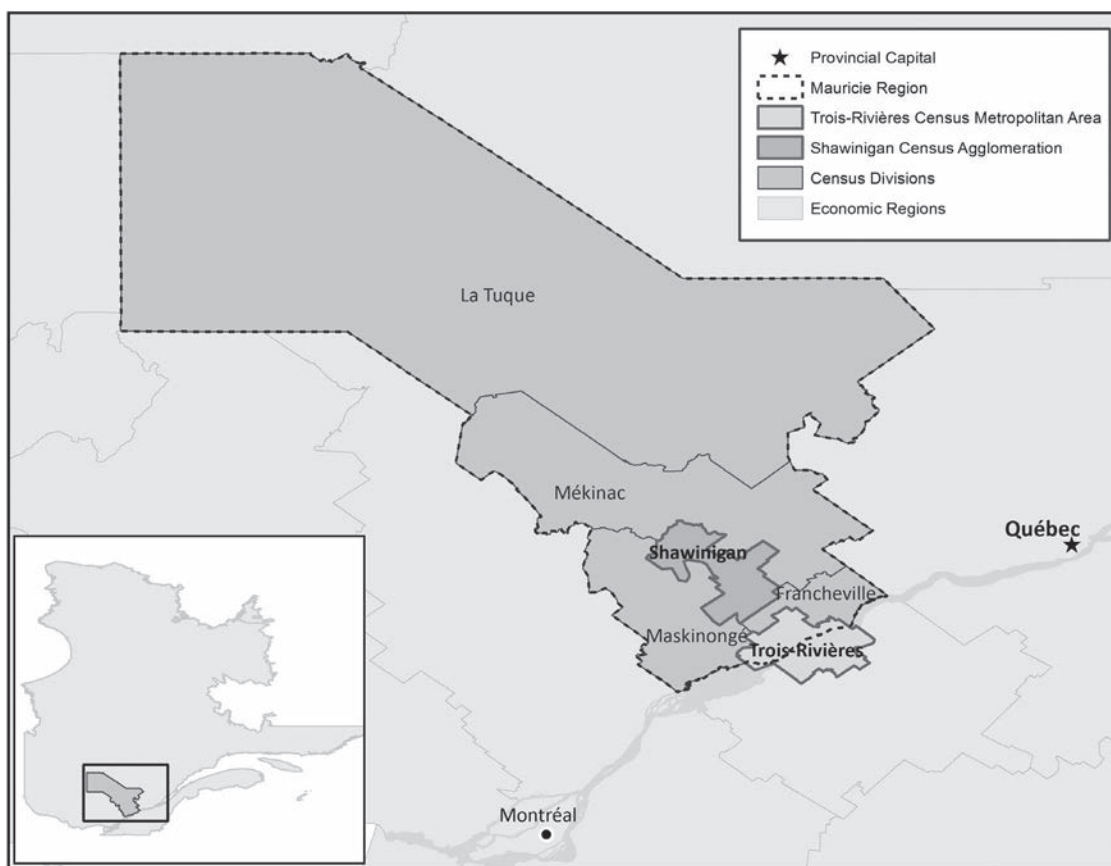 Provincial Capital
Mauricie Region
Trois-Rivières Census Metropolitan Area
Shawinigan Census Agglomeration
Census Divisions
Economic Regions
La Tuque
Mékinac
Québec
Shawinigan
Francheville
Maskinongé
Trois-Rivières
Montréal